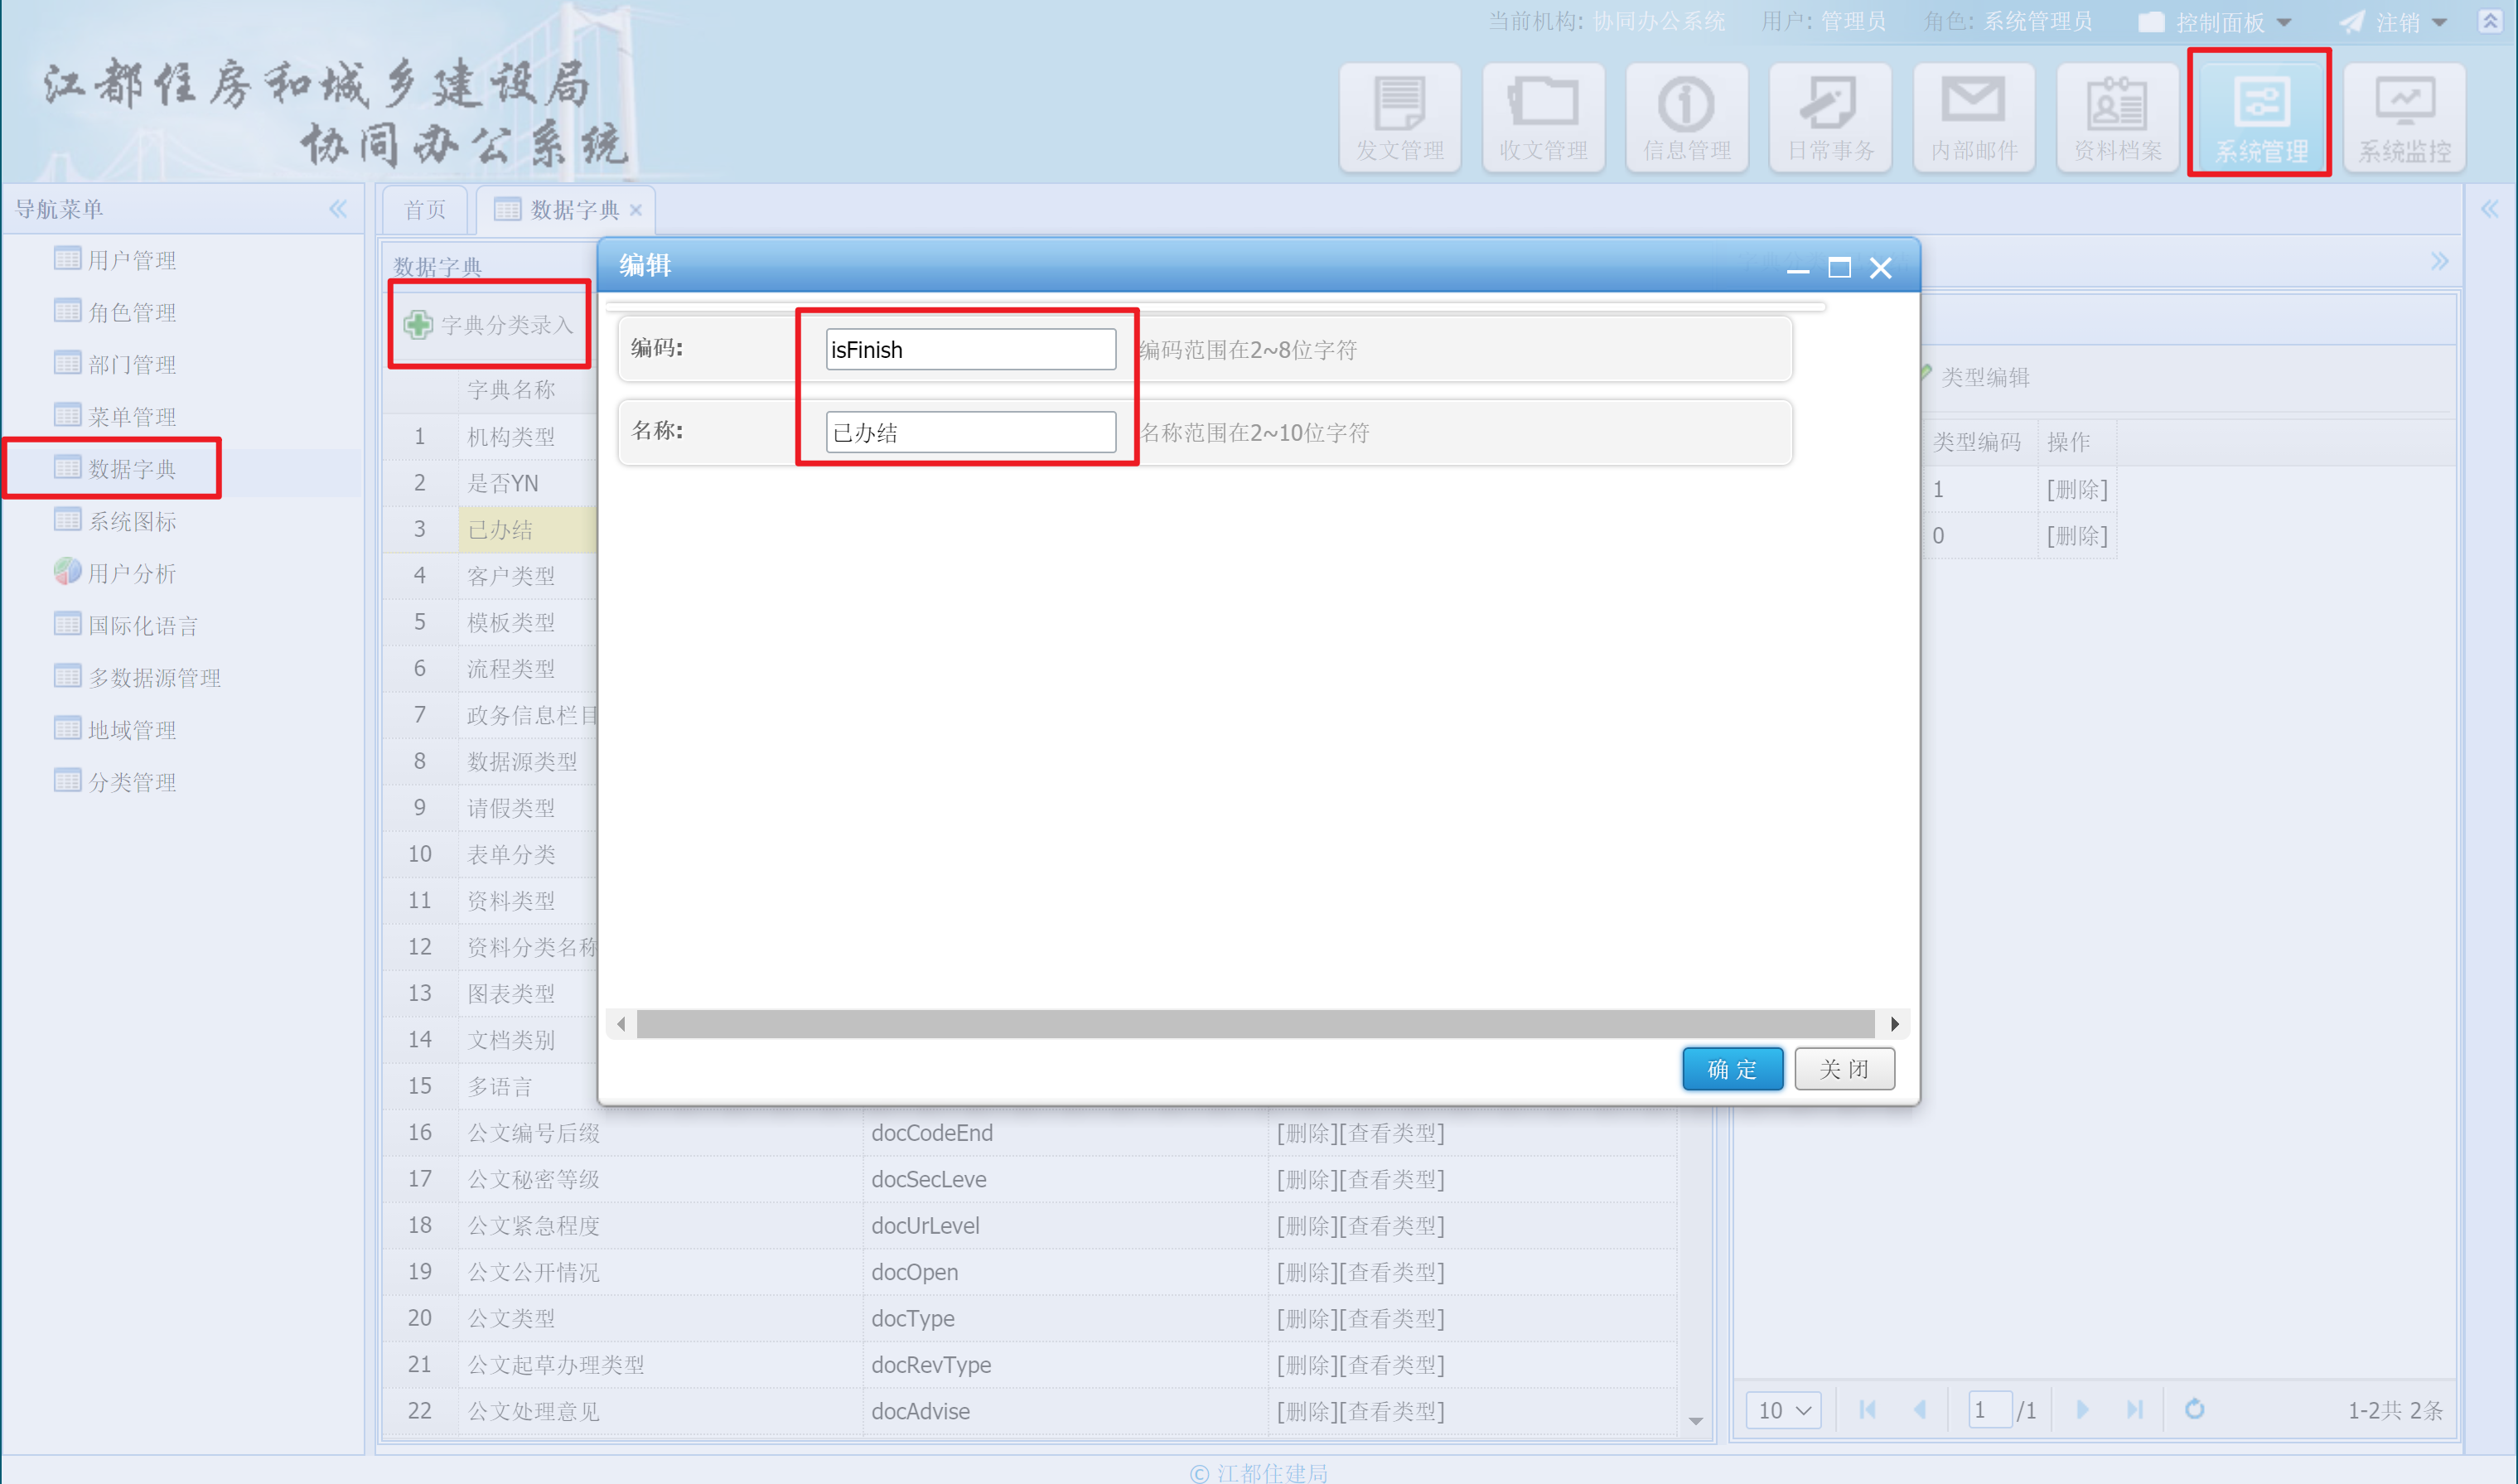 当前机构: 协同办公系统 用户: 管理员 角色: 系统管理员 控制面板 注销
江都住房和城乡建设局
协同办公系统
发文管理 收文管理 信息管理 日常事务 内部邮件 资料档案 系统管理 系统监控
导航菜单
用户管理
角色管理
部门管理
菜单管理
数据字典
系统图标
用户分析
国际化语言
多数据源管理
地域管理
分类管理
首页 数据字典
数据字典
字典分类录入
字典名称
1 机构类型
2 是否YN
3 已办结
4 客户类型
5 模板类型
6 流程类型
7 政务信息栏目
8 数据源类型
9 请假类型
10 表单分类
11 资料类型
12 资料分类名称
13 图表类型
14 文档类别
15 多语言
16 公文编号后缀 docCodeEnd [删除][查看类型]
17 公文秘密等级 docSecLeve [删除][查看类型]
18 公文紧急程度 docUrLevel [删除][查看类型]
19 公文公开情况 docOpen [删除][查看类型]
20 公文类型 docType [删除][查看类型]
21 公文起草办理类型 docRevType [删除][查看类型]
22 公文处理意见 docAdvise [删除][查看类型]
编辑
编码: isFinish 编码范围在2~8位字符
名称: 已办结 名称范围在2~10位字符
确 定 关 闭
类型编辑
类型编码 操作
1 [删除]
0 [删除]
10 1 /1 1-2共 2条
© 江都住建局